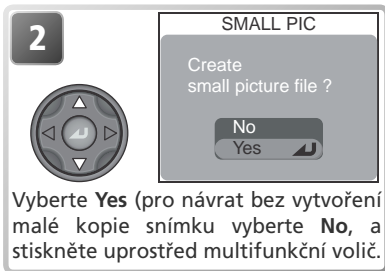 2
SMALL PIC
Create
small picture file ?
No
Yes
Vyberte Yes (pro návrat bez vytvoření
malé kopie snímku vyberte No, a
stiskněte uprostřed multifunkční volič.